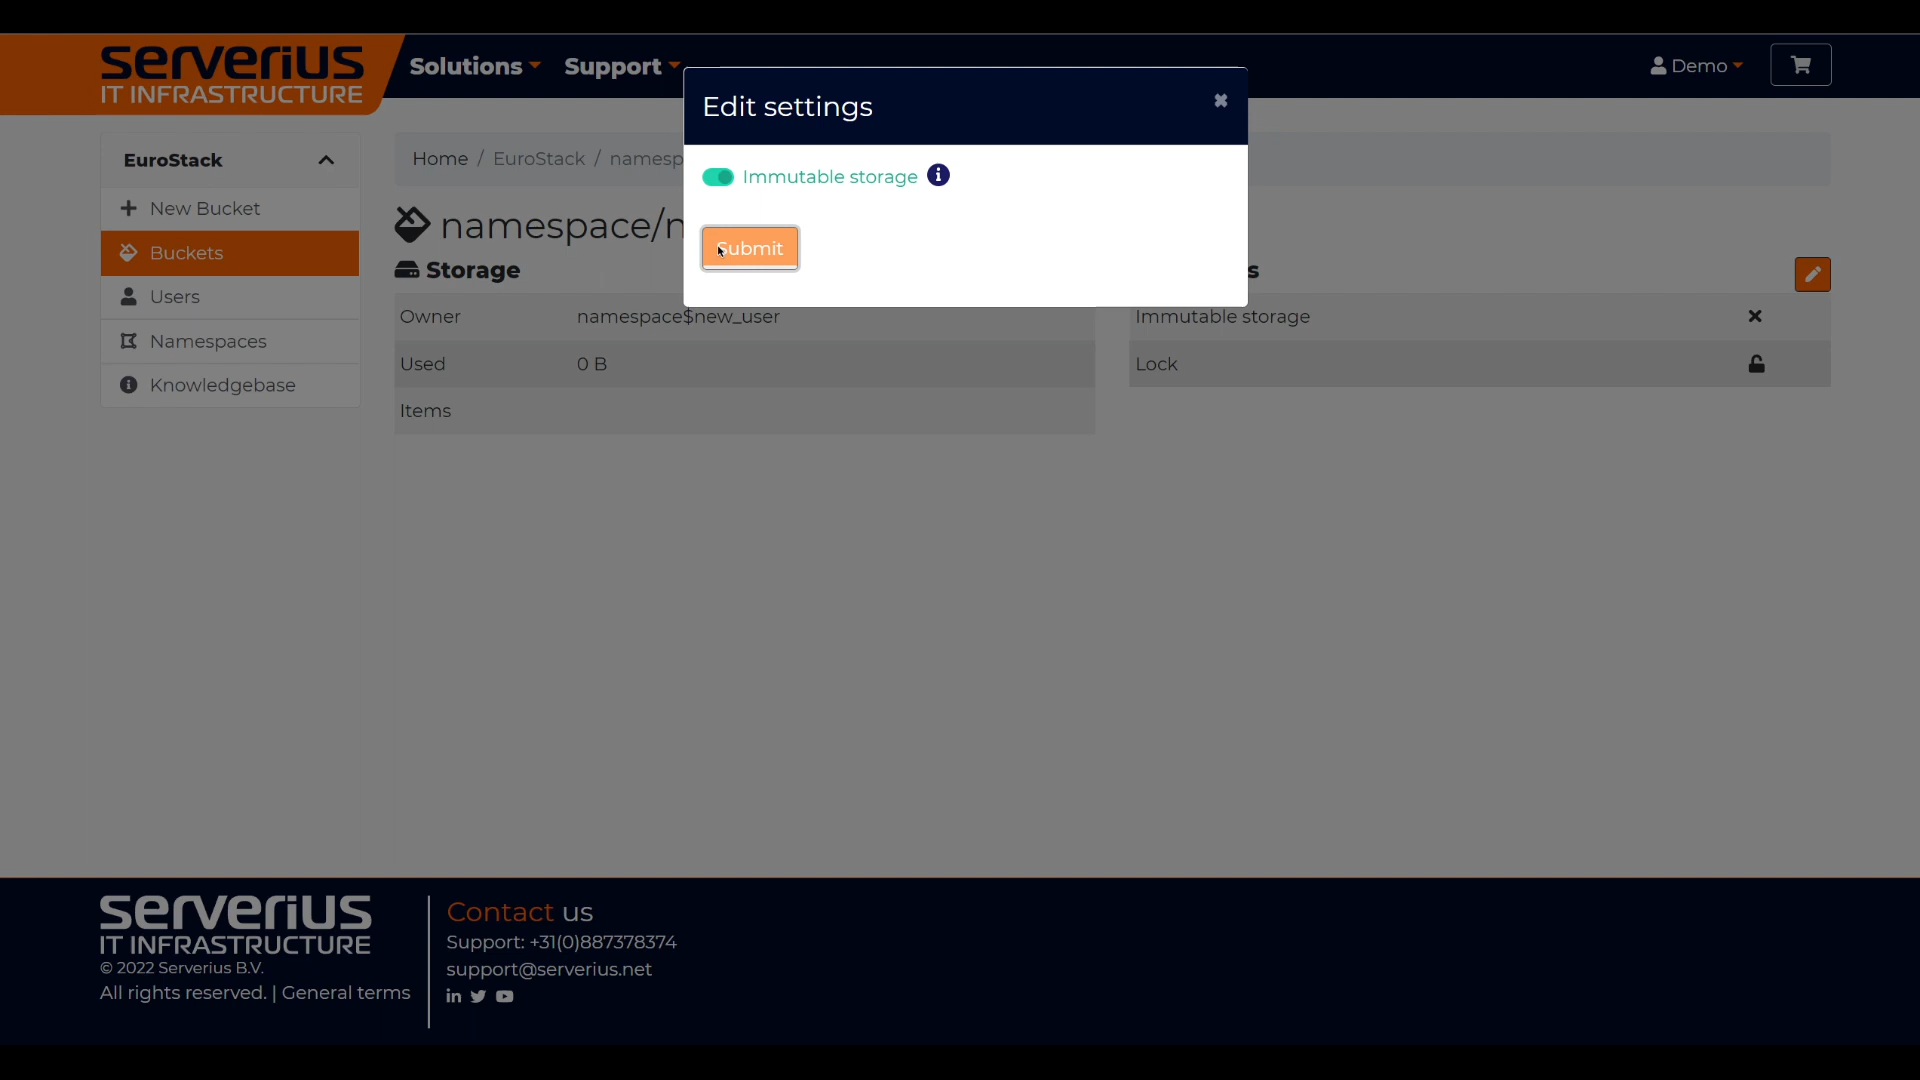 serverius
IT INFRASTRUCTURE
Solutions
Support
Demo
Edit settings
Immutable storage
Submit
EuroStack
New Bucket
Buckets
Users
Namespaces
Knowledgebase
Home / EuroStack /
namespace/
Storage
Owner namespace$new_user
Used 0 B
Items
Immutable storage
Lock
serverius
IT INFRASTRUCTURE
© 2022 Serverius B.V.
All rights reserved. | General terms
Contact us
Support: +31(0)887378374
support@serverius.net